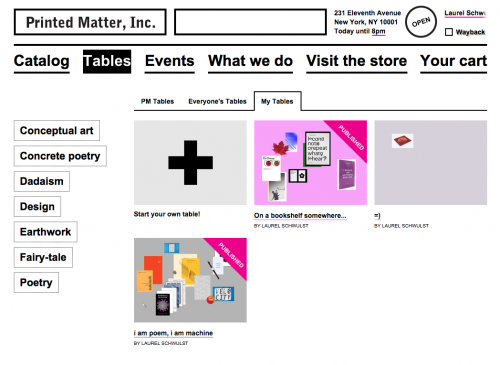 Printed Matter, Inc.
231 Eleventh Avenue
New York, NY 10001
Today until 8pm
OPEN
Laurel Schw
Wayback
Catalog Tables Events What we do Visit the store Your cart
PM Tables Everyone's Tables My Tables
Conceptual art
Concrete poetry
Dadaism
Design
Earthwork
Fairy-tale
Poetry
Start your own table!
PUBLISHED
On a bookshelf somewhere...
BY LAUREL SCHWULST
=)
BY LAUREL SCHWULST
PUBLISHED
i am poem, i am machine
BY LAUREL SCHWULST